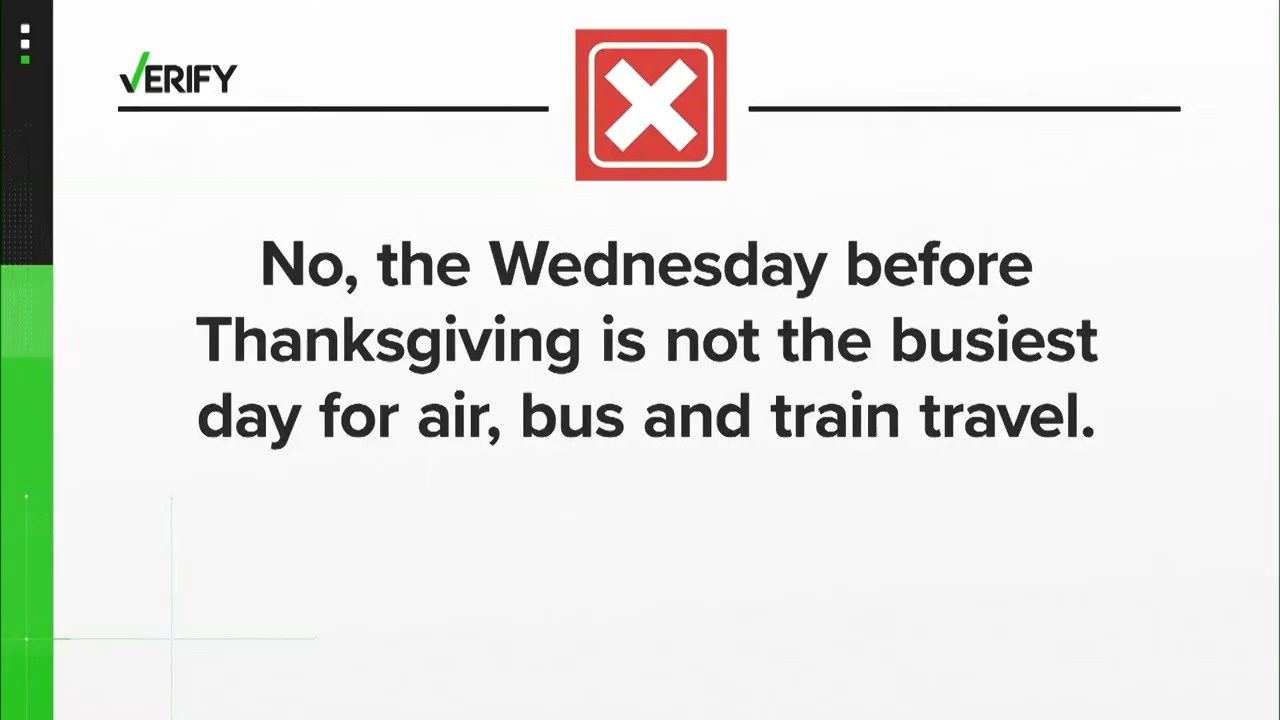 VERIFY
No, the Wednesday before
Thanksgiving is not the busiest
day for air, bus and train travel.